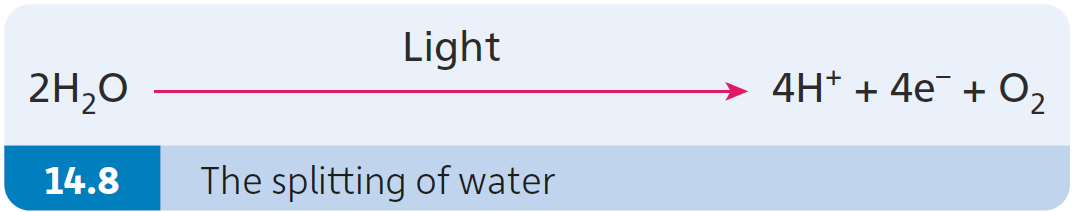 Light
2H₂O → 4H⁺ + 4e⁻ + O₂
14.8 The splitting of water